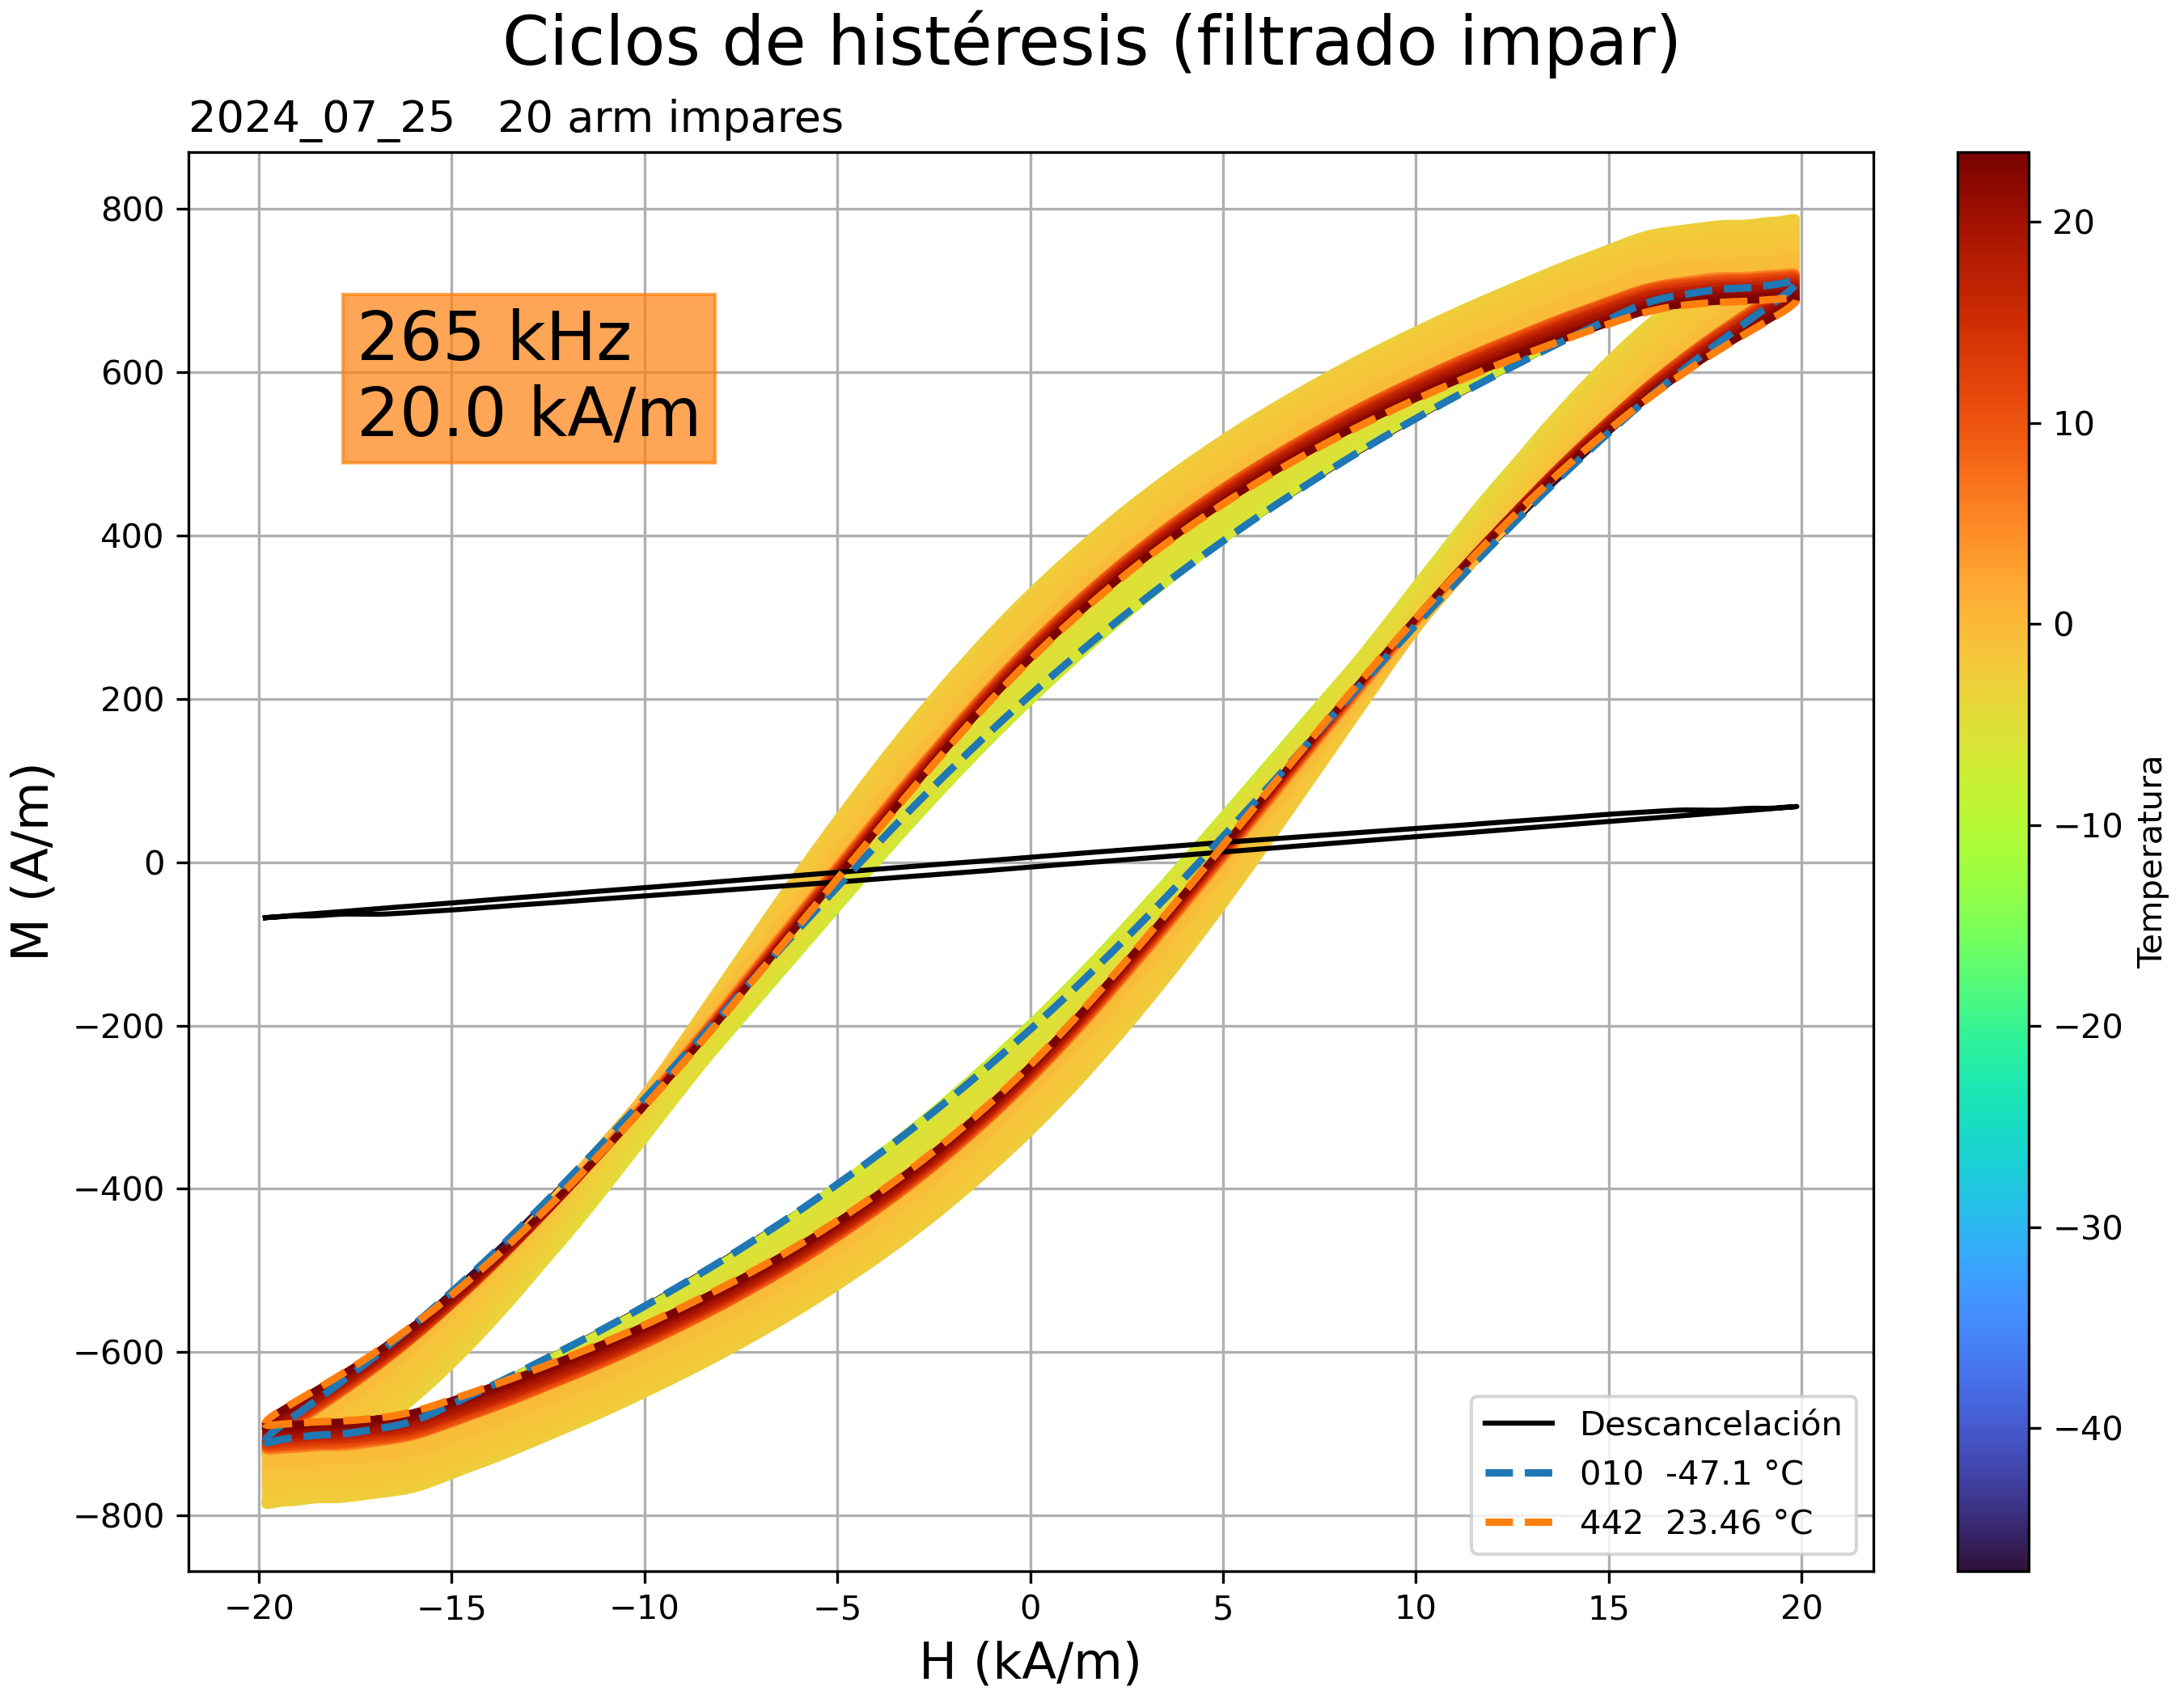 Ciclos de histéresis (filtrado impar)
2024_07_25   20 arm impares
265 kHz
20.0 kA/m
M (A/m)
800
600
400
200
0
−200
−400
−600
−800
−20
−15
−10
−5
0
5
10
15
20
H (kA/m)
Descancelación
010  -47.1 °C
442  23.46 °C
20
10
0
−10
−20
−30
−40
Temperatura